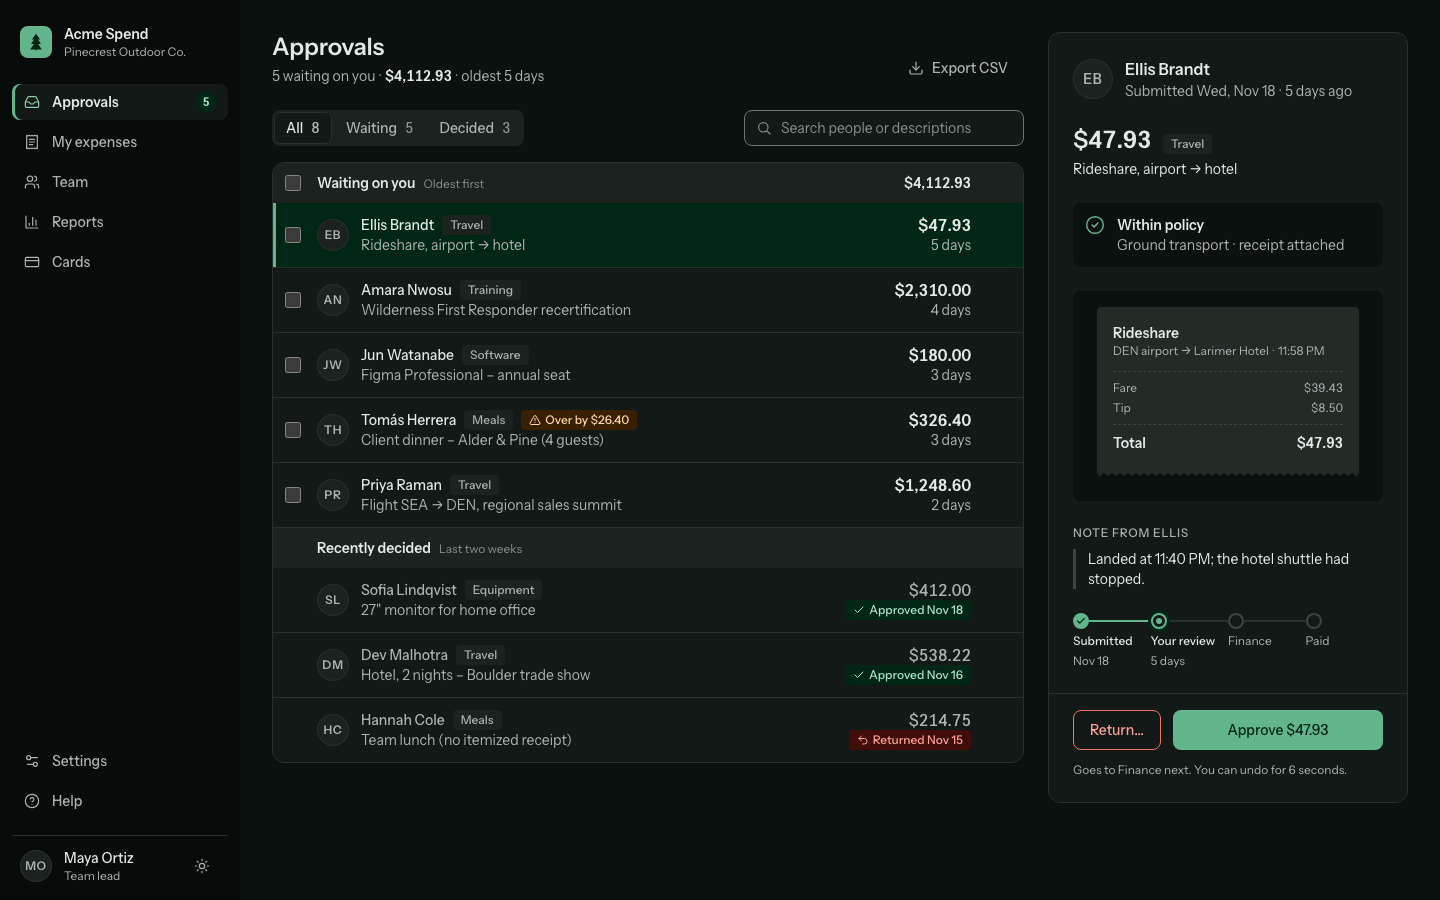 Acme Spend
Pinecrest Outdoor Co.
Approvals 5
My expenses
Team
Reports
Cards
Settings
Help
MO
Maya Ortiz
Team lead
Approvals
5 waiting on you · $4,112.93 · oldest 5 days
Export CSV
All 8 Waiting 5 Decided 3
Search people or descriptions
Waiting on you Oldest first $4,112.93
EB
Ellis Brandt Travel $47.93
Rideshare, airport → hotel 5 days
AN
Amara Nwosu Training $2,310.00
Wilderness First Responder recertification 4 days
JW
Jun Watanabe Software $180.00
Figma Professional – annual seat 3 days
TH
Tomás Herrera Meals Over by $26.40 $326.40
Client dinner – Alder & Pine (4 guests) 3 days
PR
Priya Raman Travel $1,248.60
Flight SEA → DEN, regional sales summit 2 days
Recently decided Last two weeks
SL
Sofia Lindqvist Equipment $412.00
27" monitor for home office Approved Nov 18
DM
Dev Malhotra Travel $538.22
Hotel, 2 nights – Boulder trade show Approved Nov 16
HC
Hannah Cole Meals $214.75
Team lunch (no itemized receipt) Returned Nov 15
EB
Ellis Brandt
Submitted Wed, Nov 18 · 5 days ago
$47.93 Travel
Rideshare, airport → hotel
Within policy
Ground transport · receipt attached
Rideshare
DEN airport → Larimer Hotel · 11:58 PM
Fare $39.43
Tip $8.50
Total $47.93
NOTE FROM ELLIS
Landed at 11:40 PM; the hotel shuttle had
stopped.
Submitted Your review Finance Paid
Nov 18 5 days
Return… Approve $47.93
Goes to Finance next. You can undo for 6 seconds.